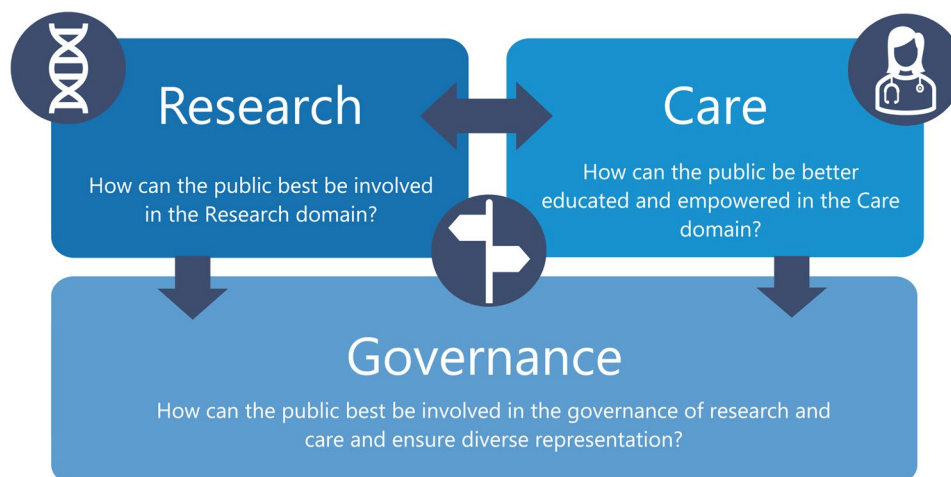 Research
How can the public best be involved
in the Research domain?
Care
How can the public be better
educated and empowered in the Care
domain?
Governance
How can the public best be involved in the governance of research and
care and ensure diverse representation?